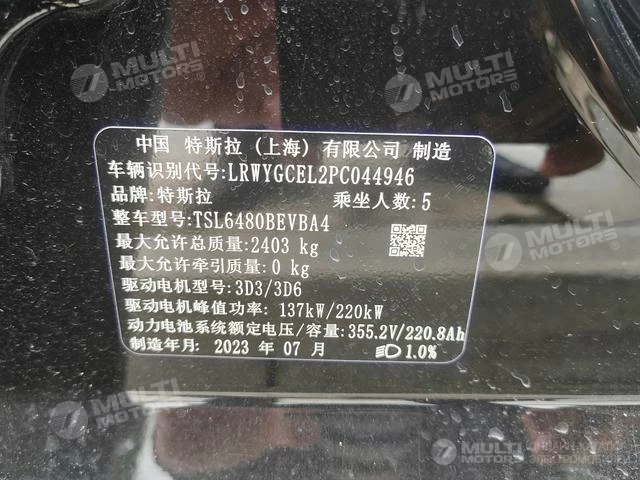 MULTI MOTORS
MULTI MOTORS
中国 特斯拉（上海）有限公司 制造
车辆识别代号：LRWYGCEL2PC044946
品牌：特斯拉 乘坐人数：5
整车型号：TSL6480BEVBA4
最大允许总质量：2403 kg
最大允许牵引质量：0 kg
驱动电机型号：3D3/3D6
驱动电机峰值功率： 137kW/220kW
动力电池系统额定电压/容量：355.2V/220.8Ah
制造年月：2023 年 07 月 1.0%
MULTI MOTORS
MULTI MOTORS
ОНЛАЙН-КАТАЛОГ
ЭЛЕКТРОМОБИЛЕЙ